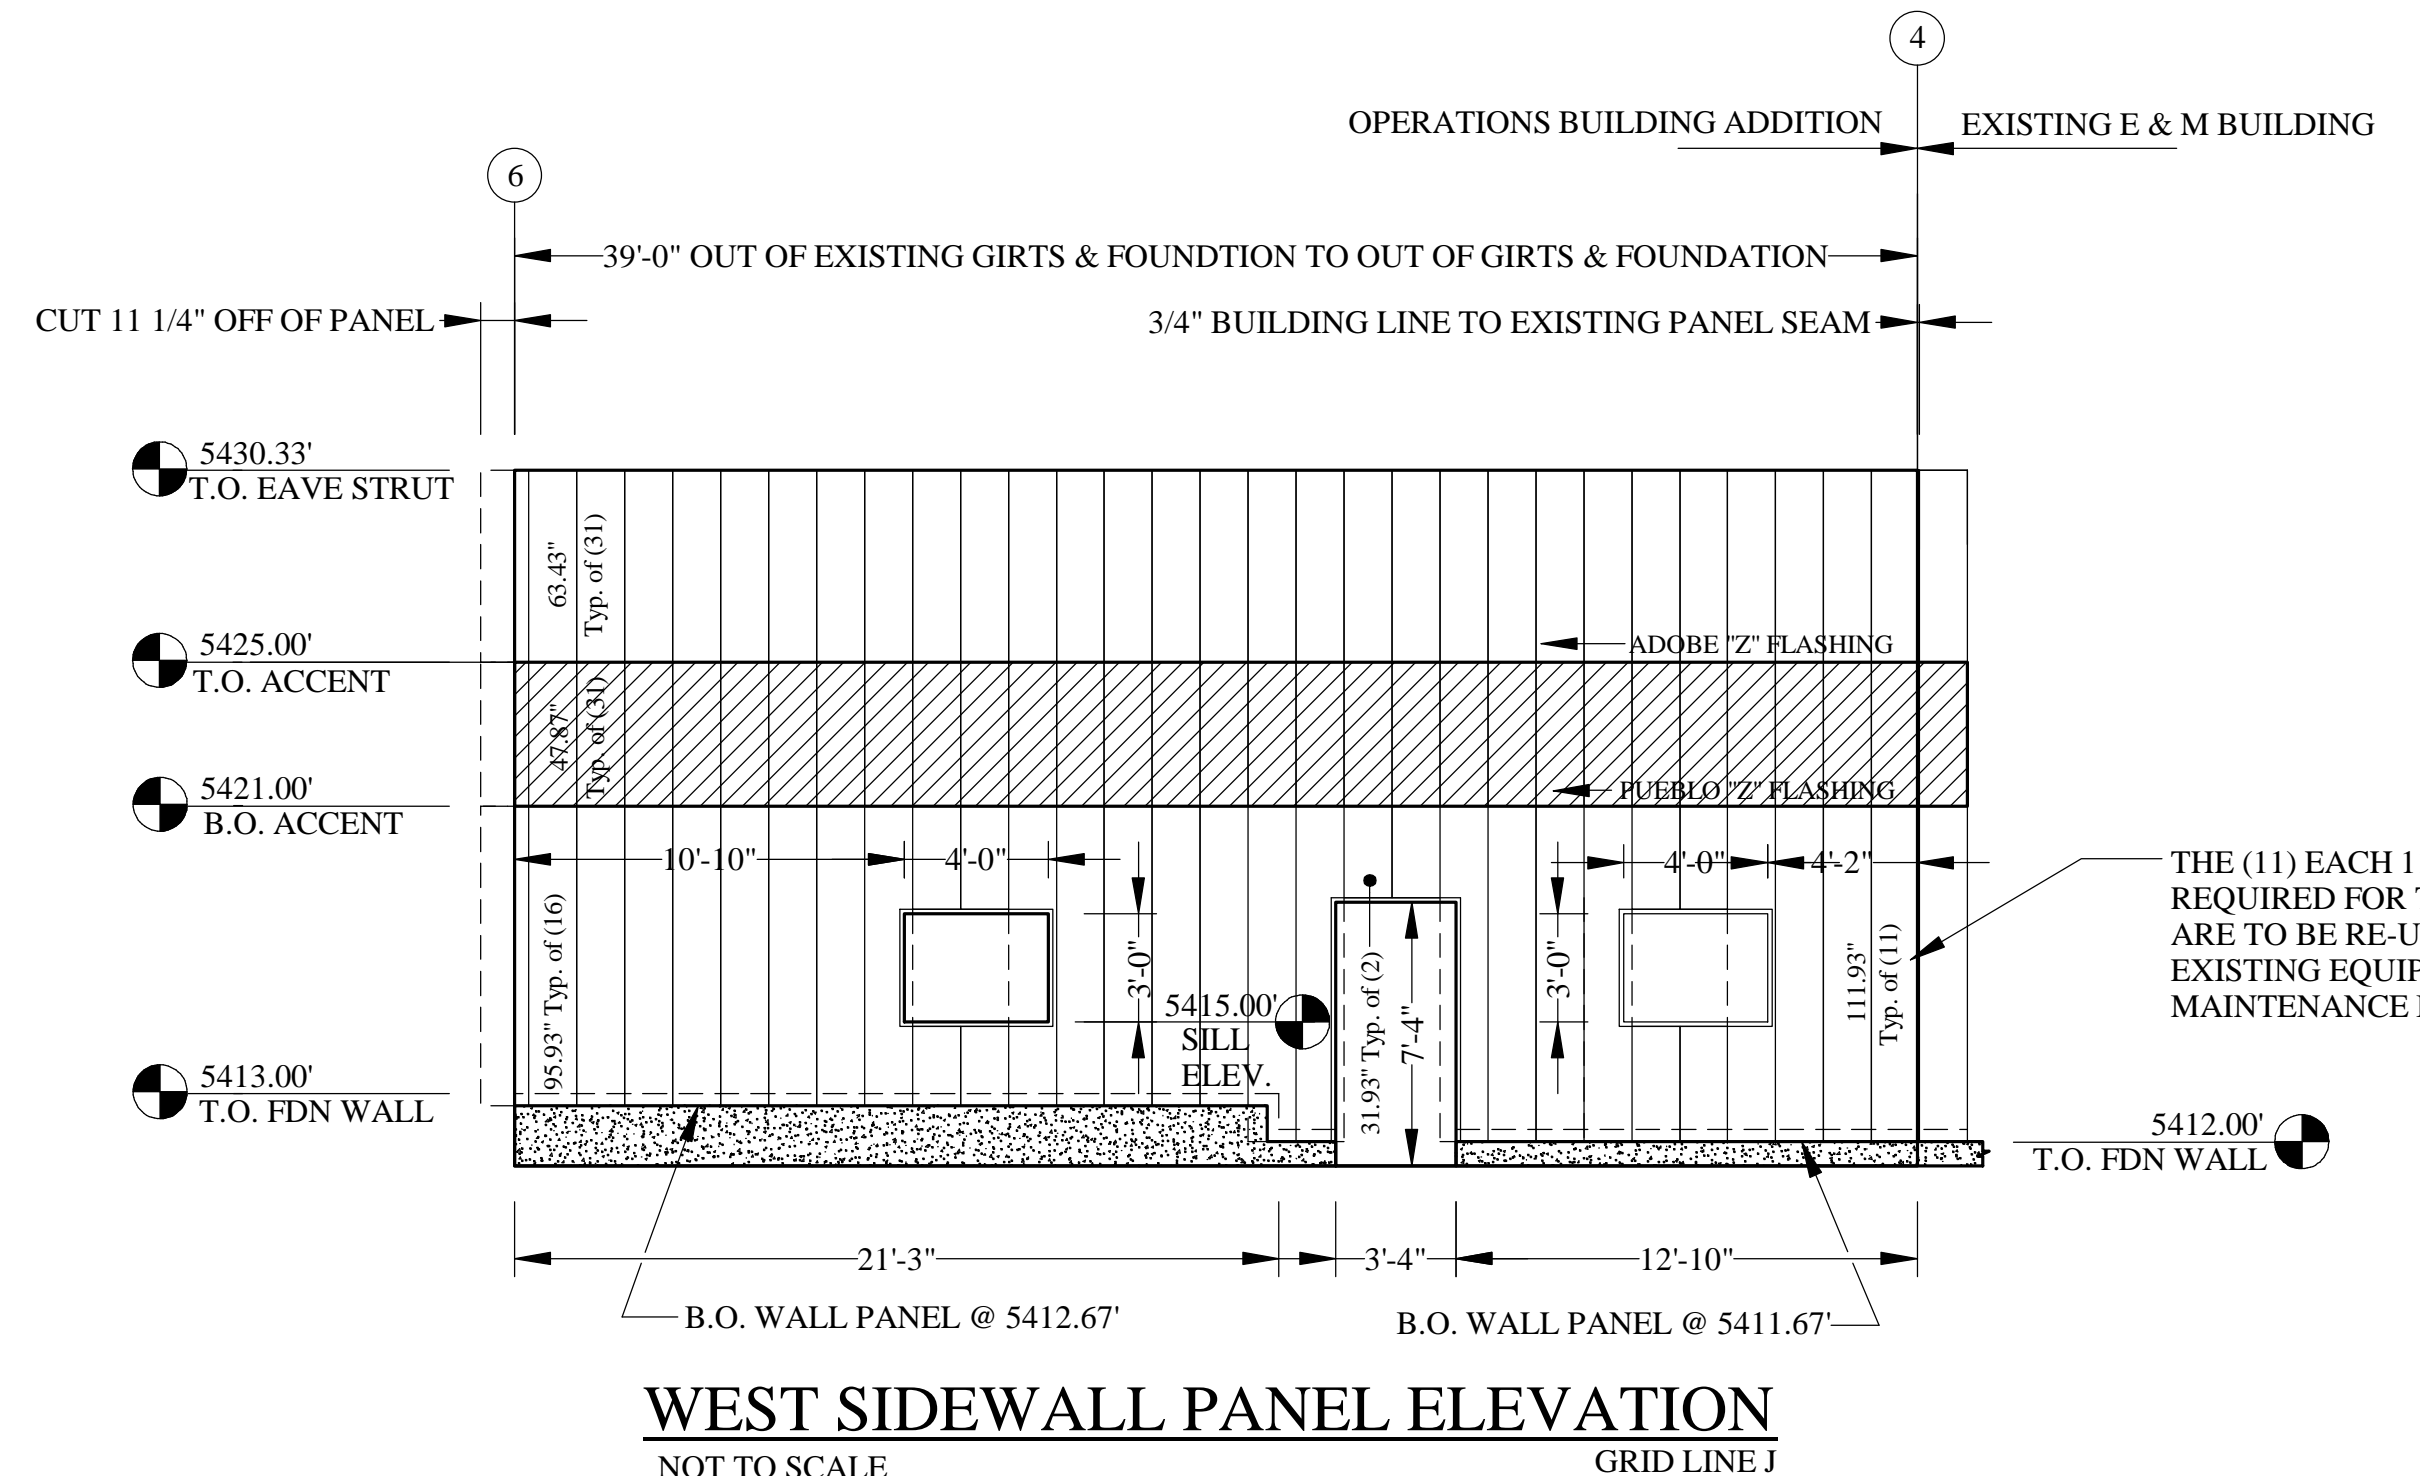 4
OPERATIONS BUILDING ADDITION
EXISTING E & M BUILDING
6
39'-0" OUT OF EXISTING GIRTS & FOUNDTION TO OUT OF GIRTS & FOUNDATION
CUT 11 1/4" OFF OF PANEL
3/4" BUILDING LINE TO EXISTING PANEL SEAM
5430.33'
T.O. EAVE STRUT
63.43"
Typ. of (31)
5425.00'
T.O. ACCENT
ADOBE "Z" FLASHING
47.87"
Typ. of (31)
5421.00'
B.O. ACCENT
PUEBLO "Z" FLASHING
10'-10"
4'-0"
4'-0"
4'-2"
THE (11) EACH 1
REQUIRED FOR T
ARE TO BE RE-U
EXISTING EQUIP
MAINTENANCE
95.93" Typ. of (16)
3'-0"
5415.00'
SILL
ELEV.
31.93" Typ. of (2)
7'-4"
3'-0"
111.93"
Typ. of (11)
5413.00'
T.O. FDN WALL
5412.00'
T.O. FDN WALL
21'-3"
3'-4"
12'-10"
B.O. WALL PANEL @ 5412.67'
B.O. WALL PANEL @ 5411.67'
WEST SIDEWALL PANEL ELEVATION
NOT TO SCALE
GRID LINE J